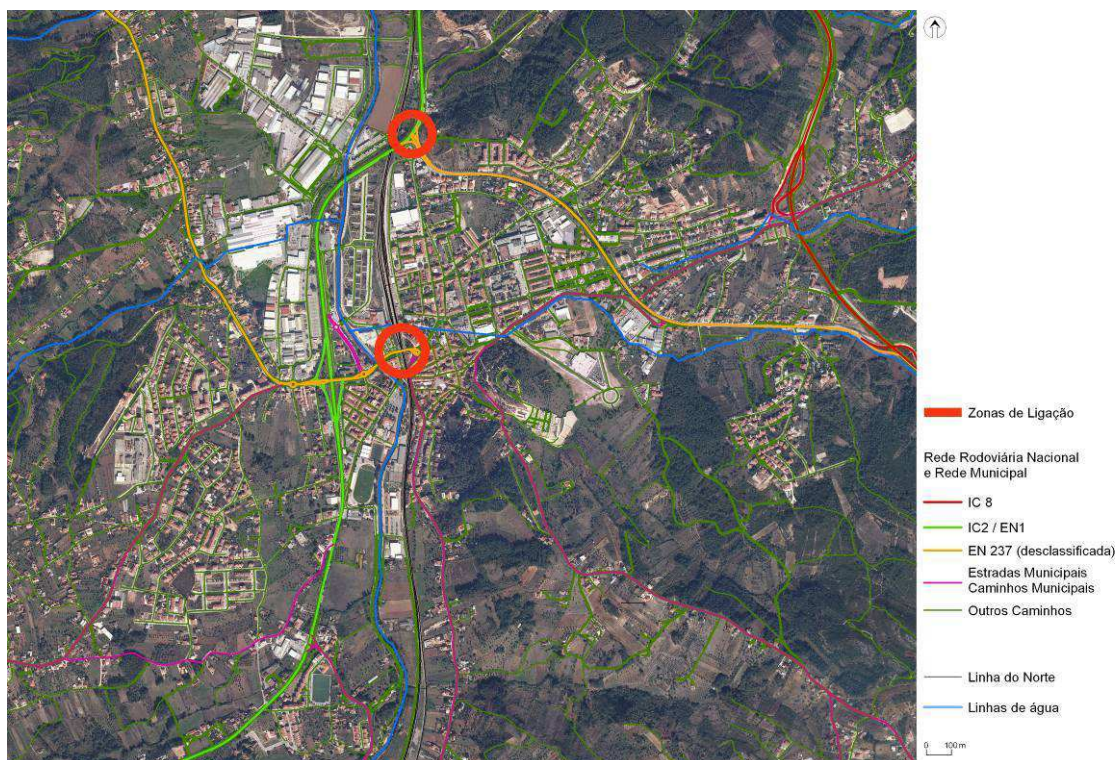 Zonas de Ligação
Rede Rodoviária Nacional
e Rede Municipal
IC 8
IC2 / EN1
EN 237 (desclassificada)
Estradas Municipais
Caminhos Municipais
Outros Caminhos
Linha do Norte
Linhas de água
0 100 m